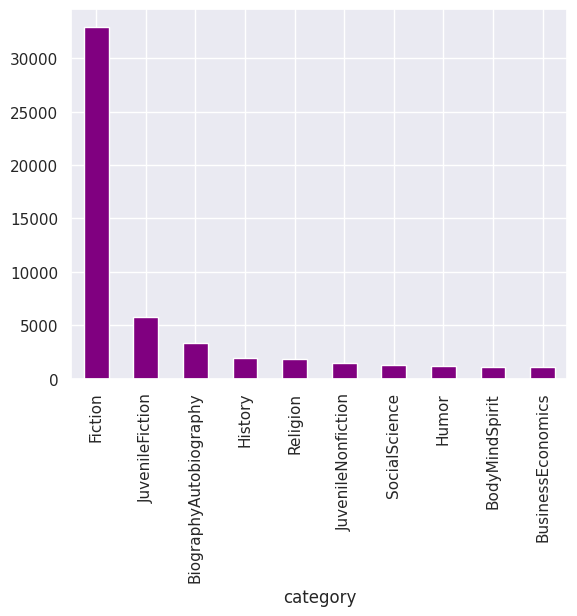 30000
25000
20000
15000
10000
5000
0
Fiction
JuvenileFiction
BiographyAutobiography
History
Religion
JuvenileNonfiction
SocialScience
Humor
BodyMindSpirit
BusinessEconomics
category